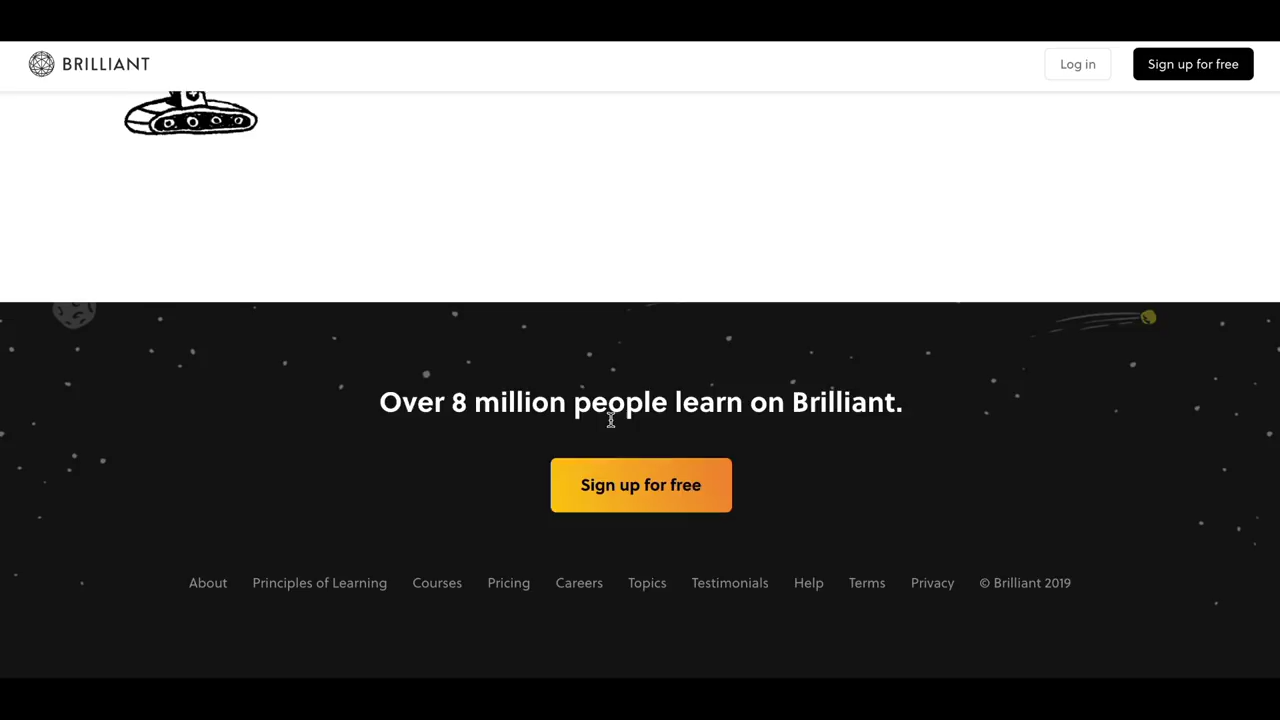 BRILLIANT
Log in
Sign up for free
Over 8 million people learn on Brilliant.
Sign up for free
About Principles of Learning Courses Pricing Careers Topics Testimonials Help Terms Privacy © Brilliant 2019